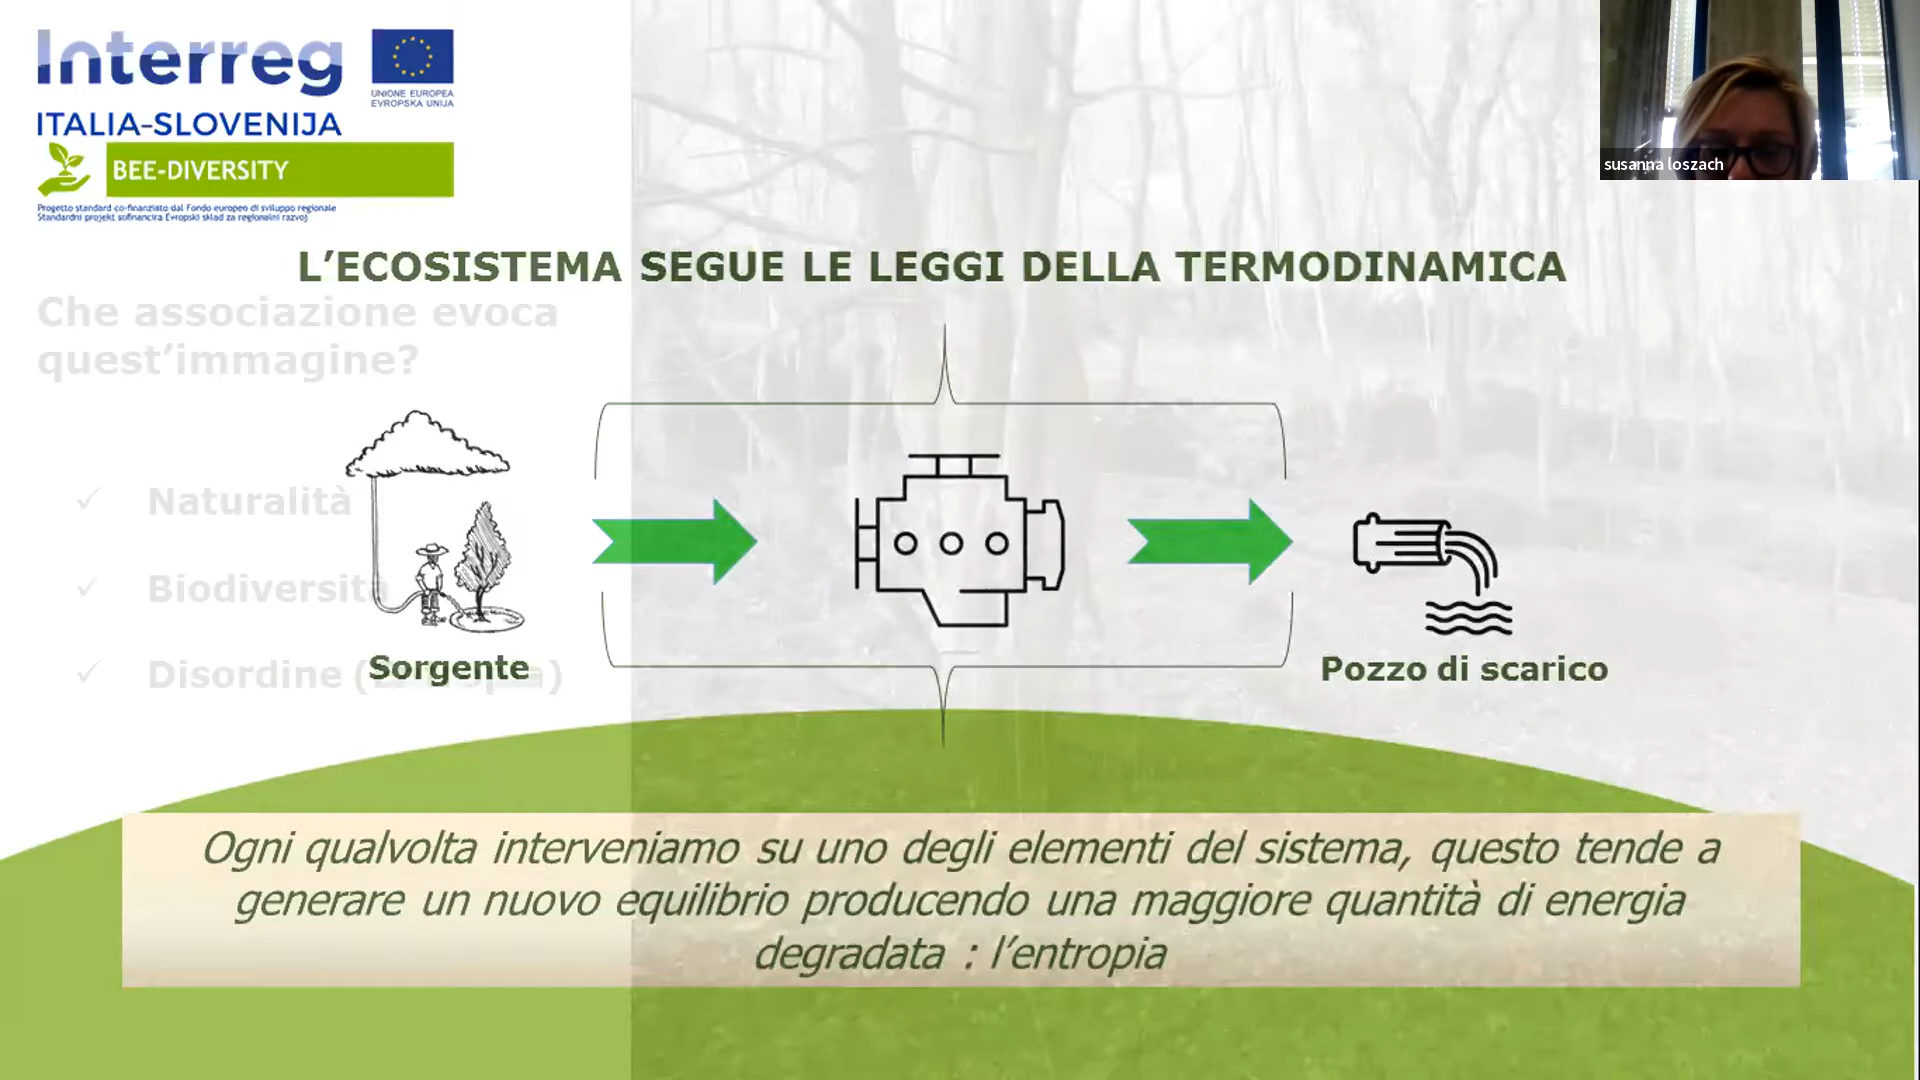 Interreg
UNIONE EUROPEA
EVROPSKA UNIJA
ITALIA-SLOVENIJA
BEE-DIVERSITY
Progetto standard co-finanziato dal Fondo europeo di sviluppo regionale
Standardni projekt sofinancira Evropski sklad za regionalni razvoj
susanna loszach
L’ECOSISTEMA SEGUE LE LEGGI DELLA TERMODINAMICA
Che associazione evoca
quest’immagine?
✓ Naturalità
✓ Biodiversità
✓ Disordine
Sorgente
Pozzo di scarico
Ogni qualvolta interveniamo su uno degli elementi del sistema, questo tende a
generare un nuovo equilibrio producendo una maggiore quantità di energia
degradata : l’entropia